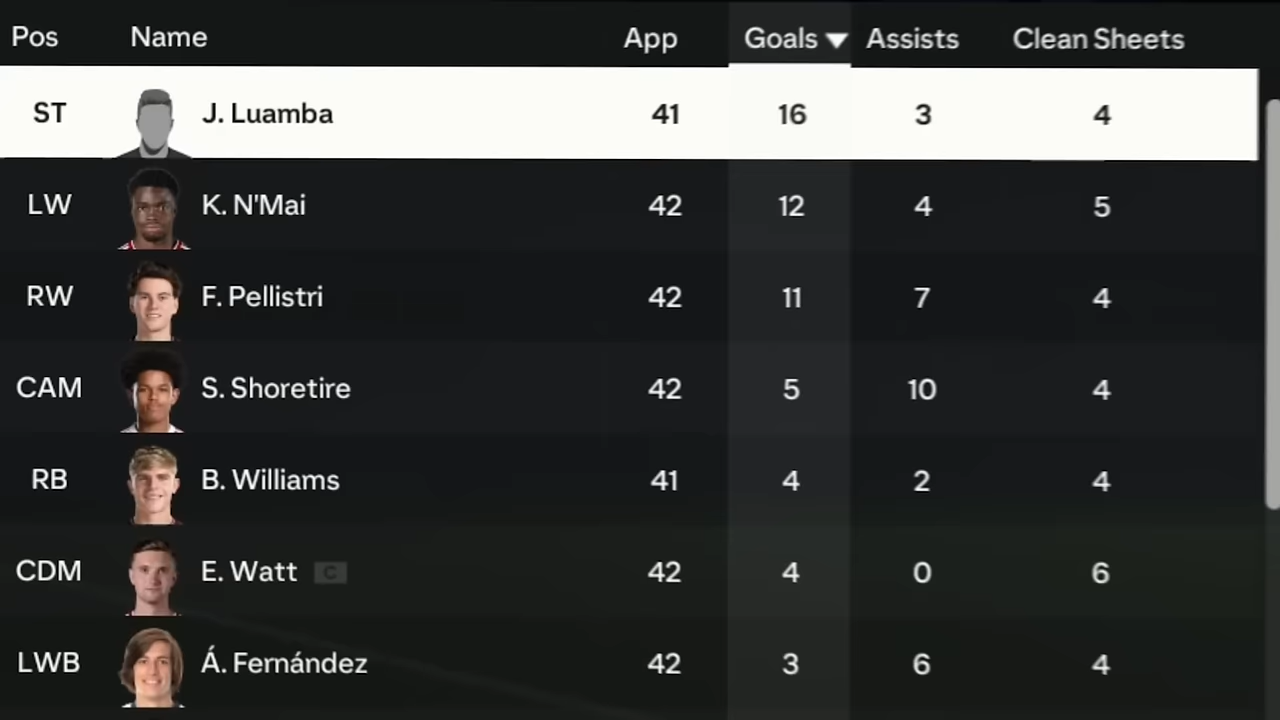 Pos Name App Goals Assists Clean Sheets
ST J. Luamba 41 16 3 4
LW K. N'Mai 42 12 4 5
RW F. Pellistri 42 11 7 4
CAM S. Shoretire 42 5 10 4
RB B. Williams 41 4 2 4
CDM E. Watt C 42 4 0 6
LWB Á. Fernández 42 3 6 4